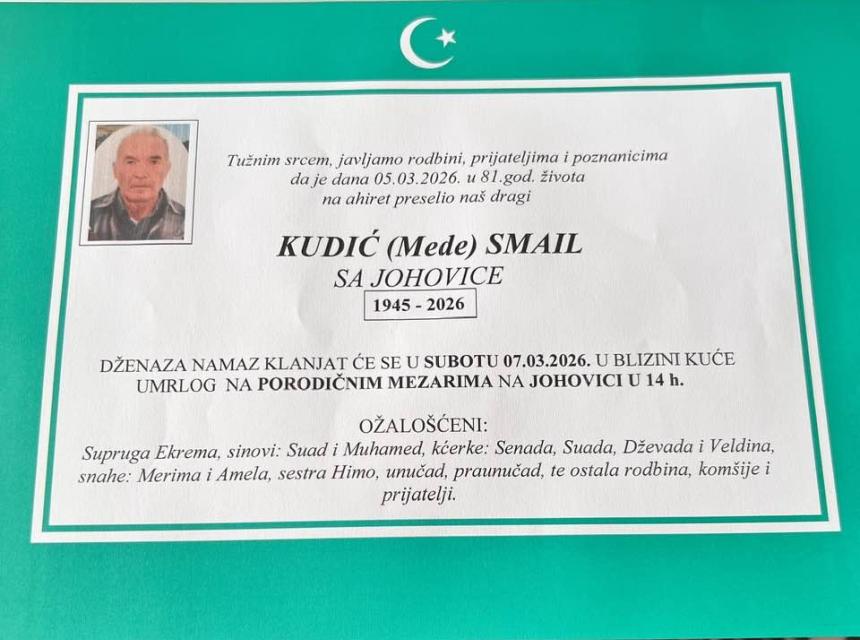 Tužnim srcem, javljamo rodbini, prijateljima i poznanicima
da je dana 05.03.2026. u 81.god. života
na ahiret preselio naš dragi
KUDIĆ (Mede) SMAIL
SA JOHOVICE
1945 - 2026
DŽENAZA NAMAZ KLANJAT ĆE SE U SUBOTU 07.03.2026. U BLIZINI KUĆE
UMRLOG NA PORODIČNIM MEZARIMA NA JOHOVICI U 14 h.
OŽALOŠĆENI:
Supruga Ekrema, sinovi: Suad i Muhamed, kćerke: Senada, Suada, Dževada i Veldina,
snahe: Merima i Amela, sestra Himo, unučad, praunučad, te ostala rodbina, komšije i
prijatelji.